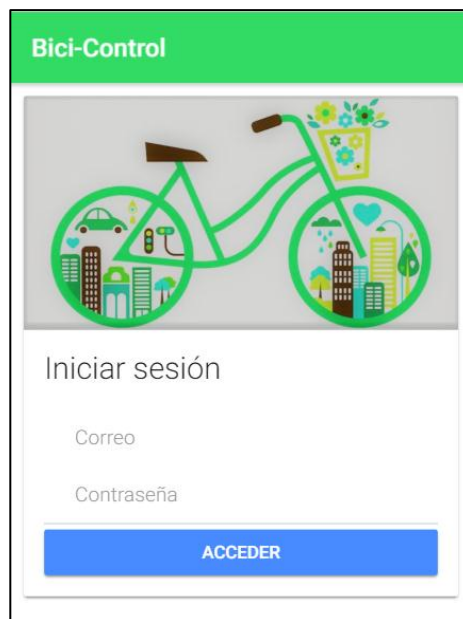 Bici-Control
Iniciar sesión
Correo
Contraseña
ACCEDER